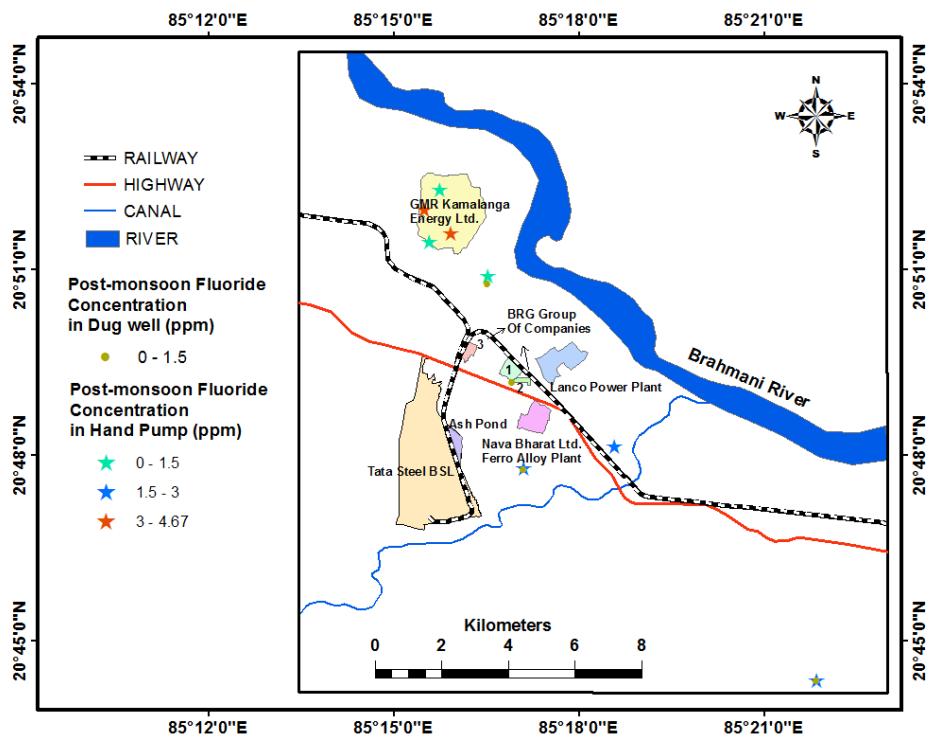 85°12'0"E 85°15'0"E 85°18'0"E 85°21'0"E
20°54'0"N
20°54'0"N
N
W E
S
RAILWAY
HIGHWAY
CANAL
RIVER
GMR Kamalanga
Energy Ltd.
20°51'0"N
20°51'0"N
Post-monsoon Fluoride
Concentration
in Dug well (ppm)
0 - 1.5
BRG Group
Of Companies
3
1
2
Lanco Power Plant
Brahmani River
Post-monsoon Fluoride
Concentration
in Hand Pump (ppm)
0 - 1.5
1.5 - 3
3 - 4.67
Ash Pond
Nava Bharat Ltd.
Ferro Alloy Plant
Tata Steel BSL
20°48'0"N
20°48'0"N
20°45'0"N
20°45'0"N
Kilometers
0 2 4 6 8
85°12'0"E 85°15'0"E 85°18'0"E 85°21'0"E